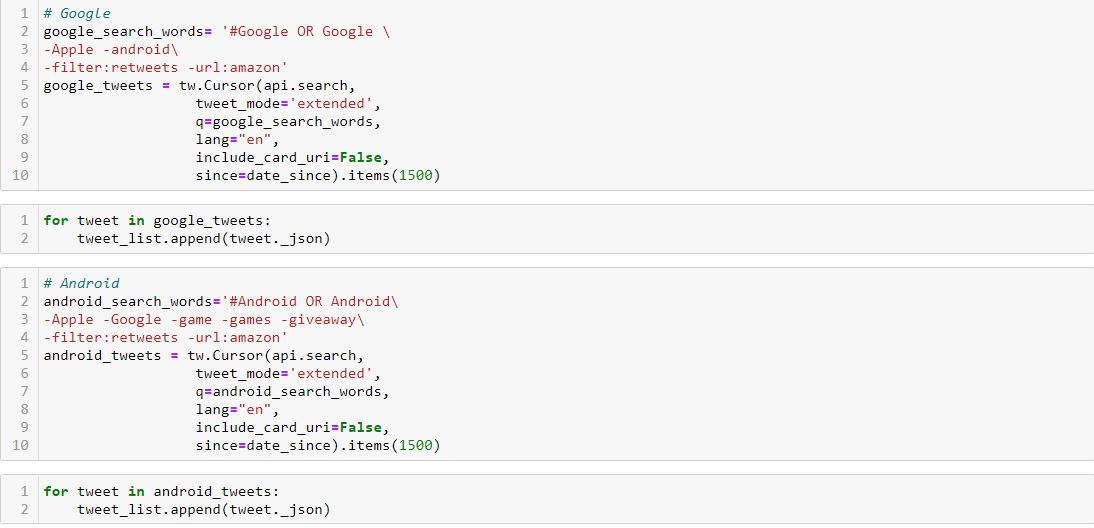 1 # Google
2 google_search_words= '#Google OR Google \
3 -Apple -android\
4 -filter:retweets -url:amazon'
5 google_tweets = tw.Cursor(api.search,
6                   tweet_mode='extended',
7                   q=google_search_words,
8                   lang="en",
9                   include_card_uri=False,
10                   since=date_since).items(1500)
1 for tweet in google_tweets:
2     tweet_list.append(tweet._json)
1 # Android
2 android_search_words='#Android OR Android\
3 -Apple -Google -game -games -giveaway\
4 -filter:retweets -url:amazon'
5 android_tweets = tw.Cursor(api.search,
6                   tweet_mode='extended',
7                   q=android_search_words,
8                   lang="en",
9                   include_card_uri=False,
10                   since=date_since).items(1500)
1 for tweet in android_tweets:
2     tweet_list.append(tweet._json)